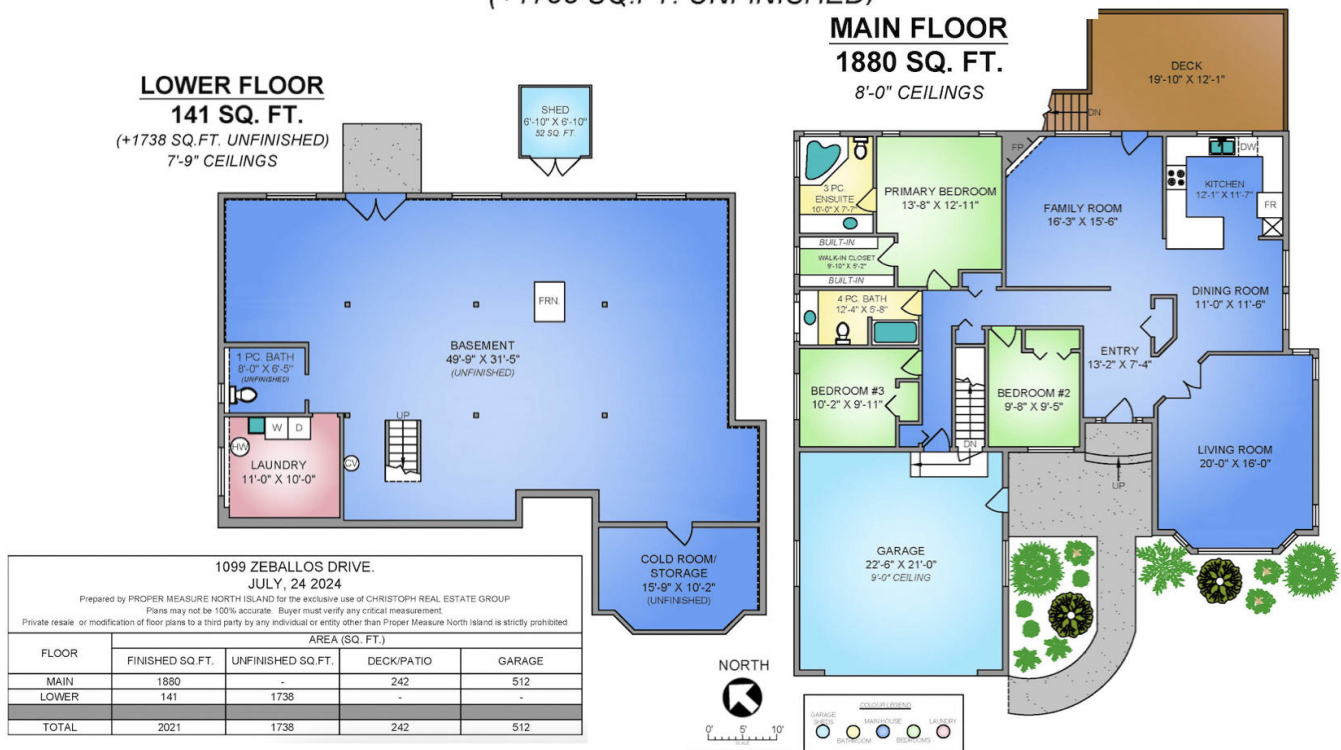 (+1738 SQ.FT. UNFINISHED)
LOWER FLOOR
141 SQ. FT.
(+1738 SQ.FT. UNFINISHED)
7'-9" CEILINGS
SHED
6'-10" X 6'-10"
52 SQ. FT.
FRN.
BASEMENT
49'-9" X 31'-5"
(UNFINISHED)
1 PC. BATH
8'-0" X 6'-5"
(UNFINISHED)
UP
W
D
HW
CV
LAUNDRY
11'-0" X 10'-0"
COLD ROOM/
STORAGE
15'-9" X 10'-2"
(UNFINISHED)
MAIN FLOOR
1880 SQ. FT.
8'-0" CEILINGS
DECK
19'-10" X 12'-1"
DN
FP
DW
3 PC.
ENSUITE
10'-0" X 7'-7"
PRIMARY BEDROOM
13'-8" X 12'-11"
FAMILY ROOM
16'-3" X 15'-6"
KITCHEN
12'-1" X 11'-7"
FR
BUILT-IN
WALK-IN CLOSET
9'-10" X 5'-2"
BUILT-IN
4 PC. BATH
12'-4" X 5'-8"
DINING ROOM
11'-0" X 11'-6"
ENTRY
13'-2" X 7'-4"
BEDROOM #3
10'-2" X 9'-11"
BEDROOM #2
9'-8" X 9'-5"
DN
LIVING ROOM
20'-0" X 16'-0"
UP
GARAGE
22'-6" X 21'-0"
9'-0" CEILING
1099 ZEBALLOS DRIVE.
JULY, 24 2024
Prepared by PROPER MEASURE NORTH ISLAND for the exclusive use of CHRISTOPH REAL ESTATE GROUP
Plans may not be 100% accurate. Buyer must verify any critical measurement.
Private resale or modification of floor plans to a third party by any individual or entity other than Proper Measure North Island is strictly prohibited
FLOOR
AREA (SQ. FT.)
FINISHED SQ.FT. UNFINISHED SQ.FT. DECK/PATIO GARAGE
MAIN 1880 - 242 512
LOWER 141 1738 - -
TOTAL 2021 1738 242 512
NORTH
0' 5' 10'
SCALE
COLOUR LEGEND
GARAGE SHEDS
BATHROOM
MAIN HOUSE
BEDROOMS
LAUNDRY